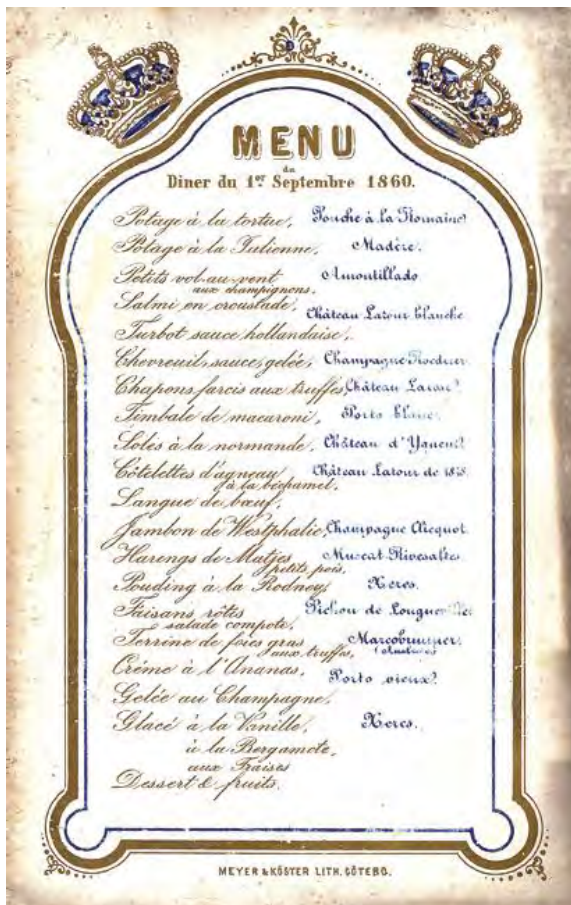 MENU
du
Diner du 1er Septembre 1860.
Potage à la tortue, Ponche à la Romaine.
Potage à la Julienne, Madère.
Petits vol-au-vent Amontillado
aux champignons,
Salmi en croustade, Château Latour blanche
Turbot sauce hollandaise,
Chevreuil, sauce, gelée, Champagne Roederer
Chapons farcis aux truffes, Château Larose
Timbale de macaroni, Porto blanc.
Soles à la normande, Château d'Yquem
Côtelettes d'agneau Château Latour de
à la béchamel,
Langue de bœuf,
Jambon de Westphalie, Champagne Clicquot
Harengs de Matjes Muscat Rivesaltes
petits pois,
Pouding à la Rodney, Xeres.
Faisans rôtis Pichon de Longue
salade compote,
Terrine de foies gras Marcobrunner.
aux truffes,
Crême à l'Ananas, Porto vieux
Gelée au Champagne,
Glacé à la Vanille, Xeres.
à la Bergamote,
aux Fraises
Dessert & fruits.
MEYER & KÖSTER LITH. GÖTEBG.